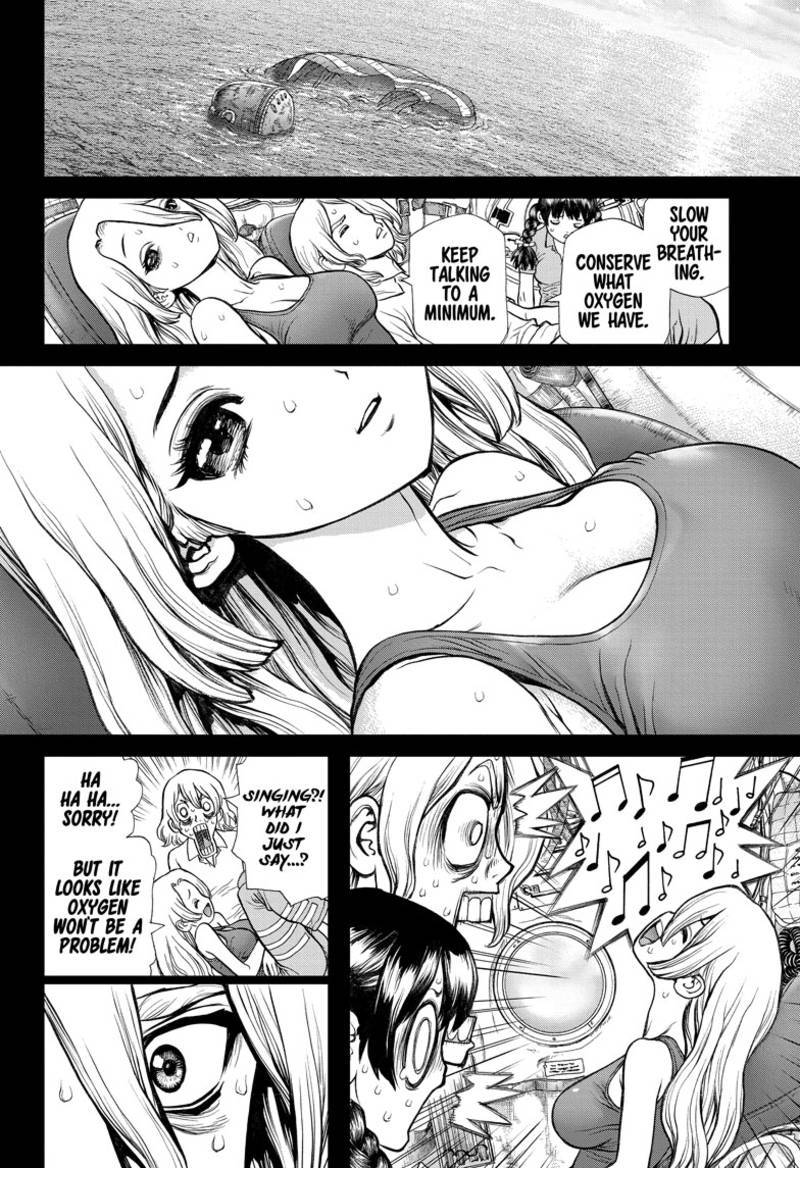 SLOW
YOUR
BREATH-
ING.
CONSERVE
WHAT
OXYGEN
WE HAVE.
KEEP
TALKING
TO A
MINIMUM.
SINGING?!
WHAT
DID I
JUST
SAY...?
HA
HA HA...
SORRY!
BUT IT
LOOKS LIKE
OXYGEN
WON'T BE
A
PROBLEM!